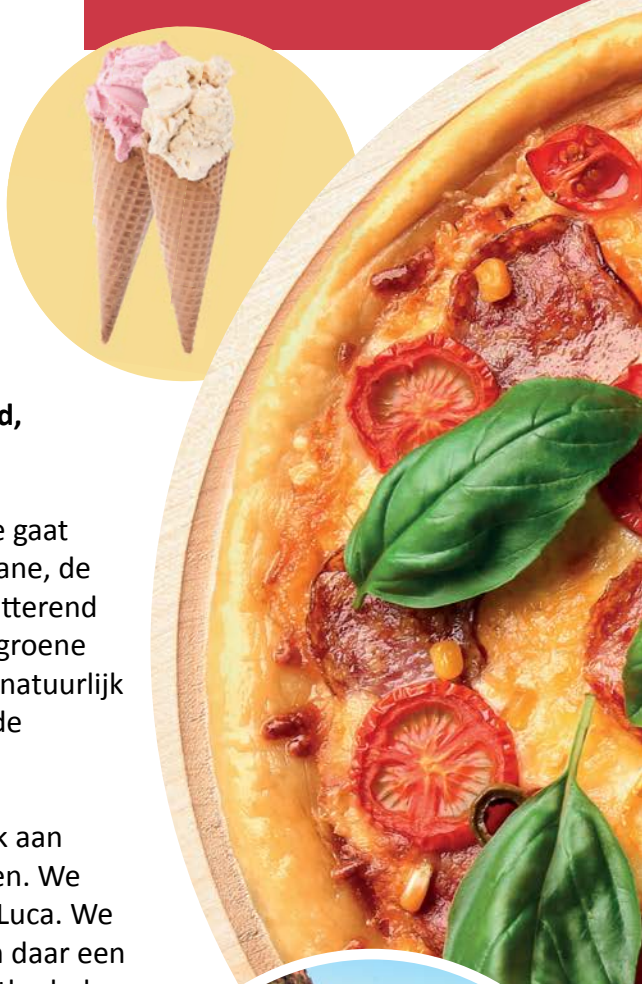 d,
e gaat
ane, de
tterend
groene
natuurlijk
de
k aan
en. We
Luca. We
n daar een